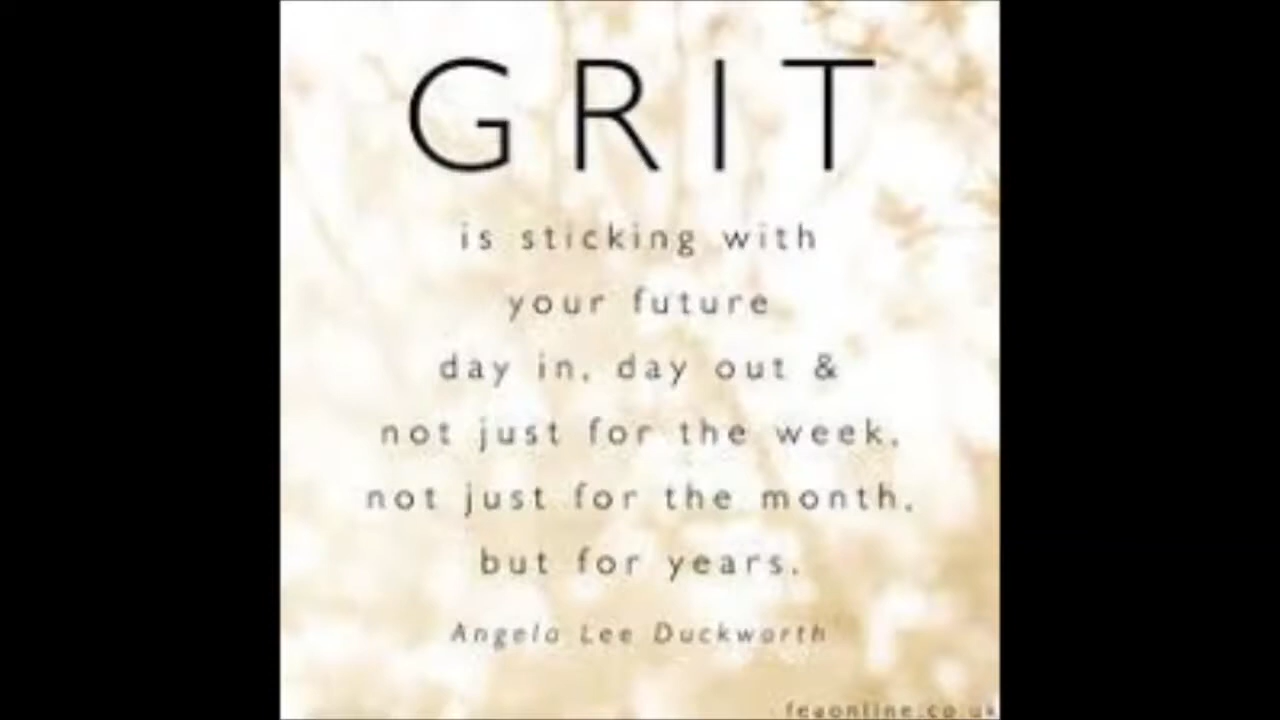 GRIT
is sticking with
your future
day in, day out &
not just for the week,
not just for the month,
but for years.
Angela Lee Duckworth
feaonline.co.uk